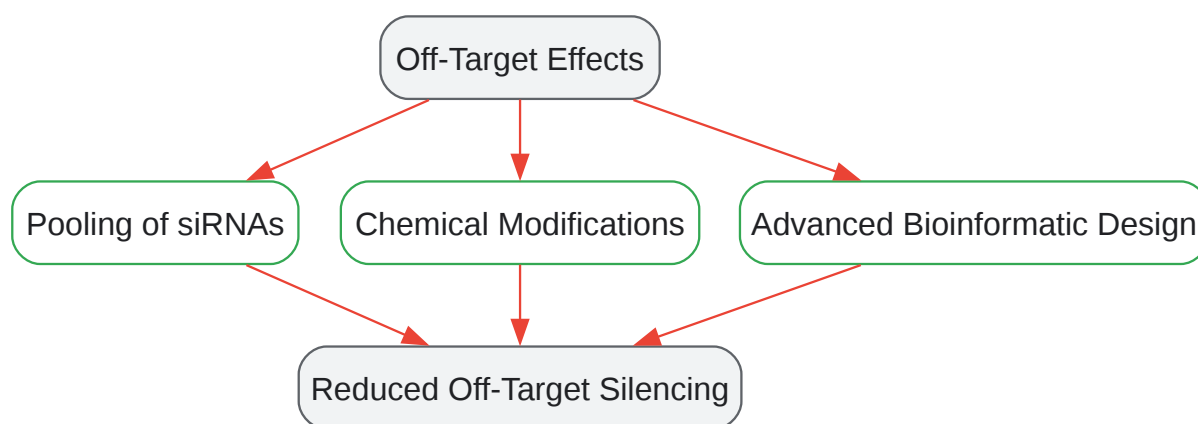 Off-Target Effects
Pooling of siRNAs
Chemical Modifications
Advanced Bioinformatic Design
Reduced Off-Target Silencing